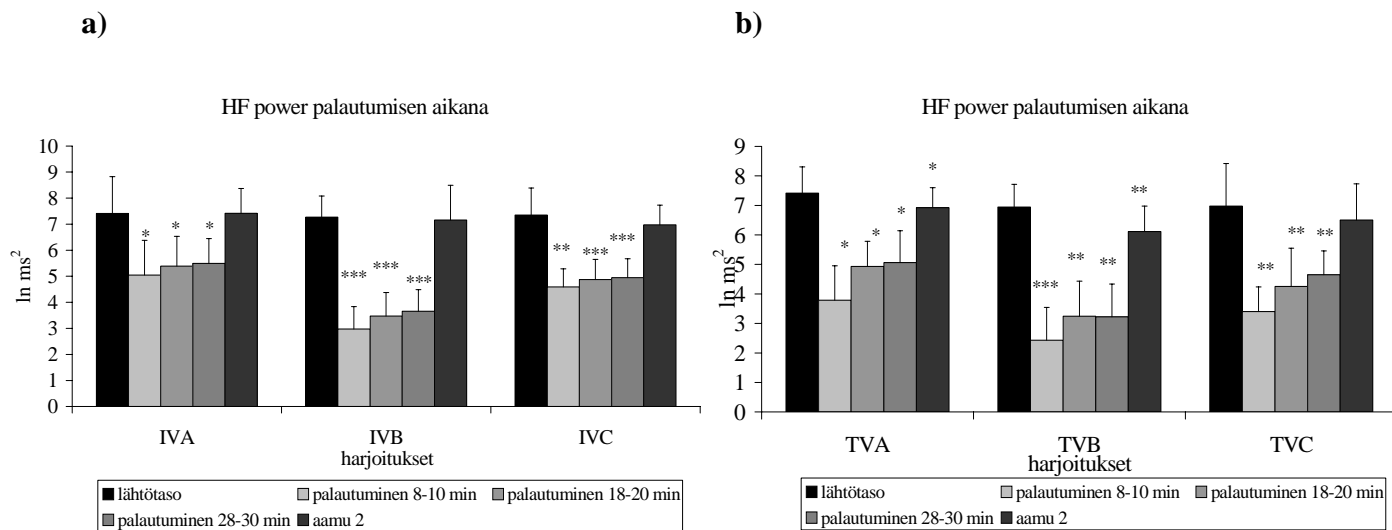 a)
HF power palautumisen aikana
ln ms²
10
9
8
7
6
5
4
3
2
1
0
* * *
*** *** ***
** *** ***
IVA IVB IVC
harjoitukset
lähtötaso palautuminen 8-10 min palautuminen 18-20 min
palautuminen 28-30 min aamu 2
b)
HF power palautumisen aikana
ln ms²
9
8
7
6
5
4
3
2
1
0
* * * *
*** ** ** **
** ** **
TVA TVB TVC
harjoitukset
lähtötaso palautuminen 8-10 min palautuminen 18-20 min
palautuminen 28-30 min aamu 2